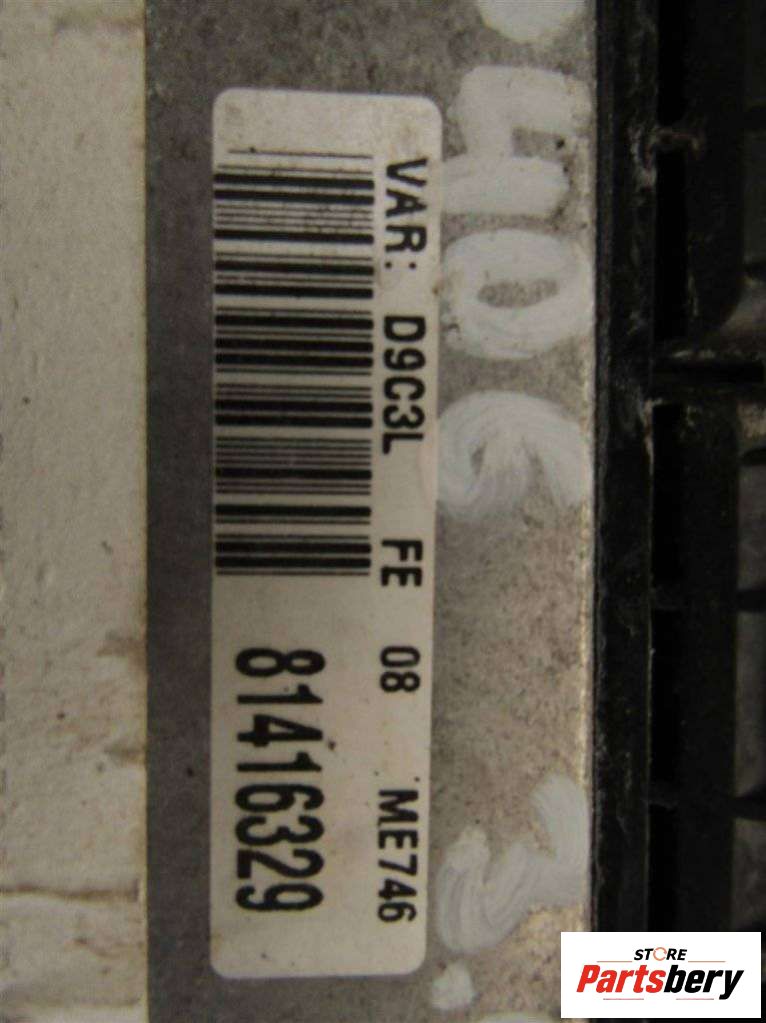 VAR: D9C3L FE 08 ME746
81416329
STORE
Partsbery